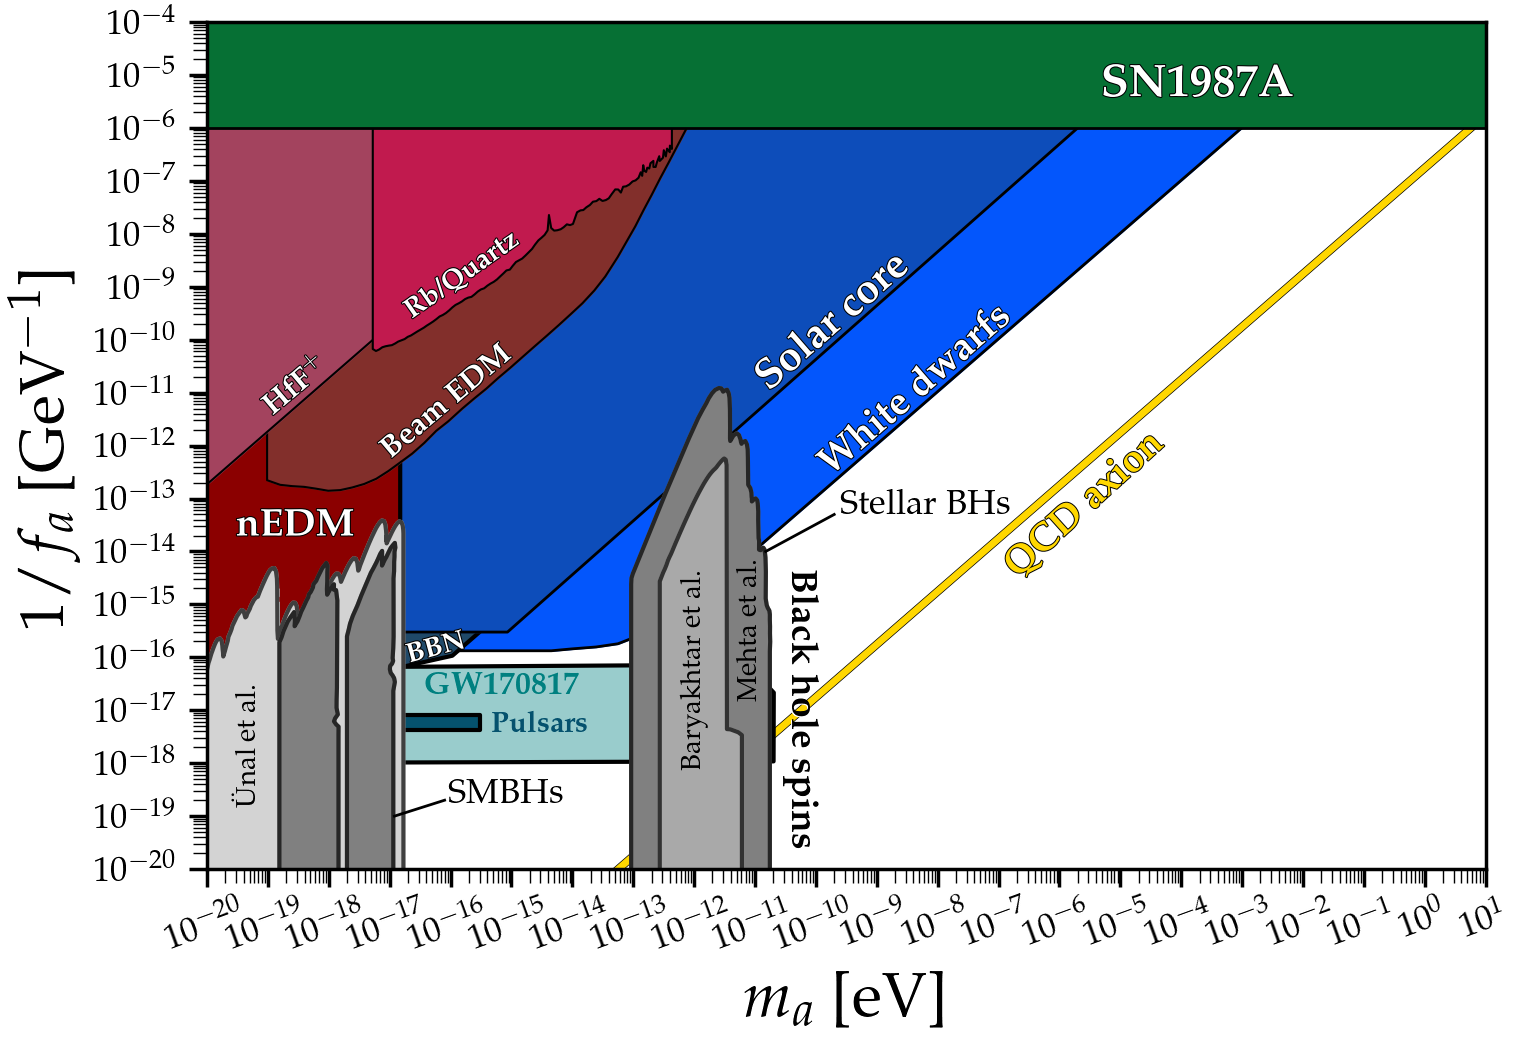 10⁻⁴
10⁻⁵
10⁻⁶
10⁻⁷
10⁻⁸
10⁻⁹
10⁻¹⁰
10⁻¹¹
10⁻¹²
10⁻¹³
10⁻¹⁴
10⁻¹⁵
10⁻¹⁶
10⁻¹⁷
10⁻¹⁸
10⁻¹⁹
10⁻²⁰
1/fₐ [GeV⁻¹]
SN1987A
Rb/Quartz
HfF⁺
Beam EDM
Solar core
White dwarfs
nEDM
QCD axion
Stellar BHs
BBN
GW170817
Pulsars
SMBHs
Ünal et al.
Baryakhtar et al.
Mehta et al.
Black hole spins
10⁻²⁰
10⁻¹⁹
10⁻¹⁸
10⁻¹⁷
10⁻¹⁶
10⁻¹⁵
10⁻¹⁴
10⁻¹³
10⁻¹²
10⁻¹¹
10⁻¹⁰
10⁻⁹
10⁻⁸
10⁻⁷
10⁻⁶
10⁻⁵
10⁻⁴
10⁻³
10⁻²
10⁻¹
10⁰
10¹
mₐ [eV]